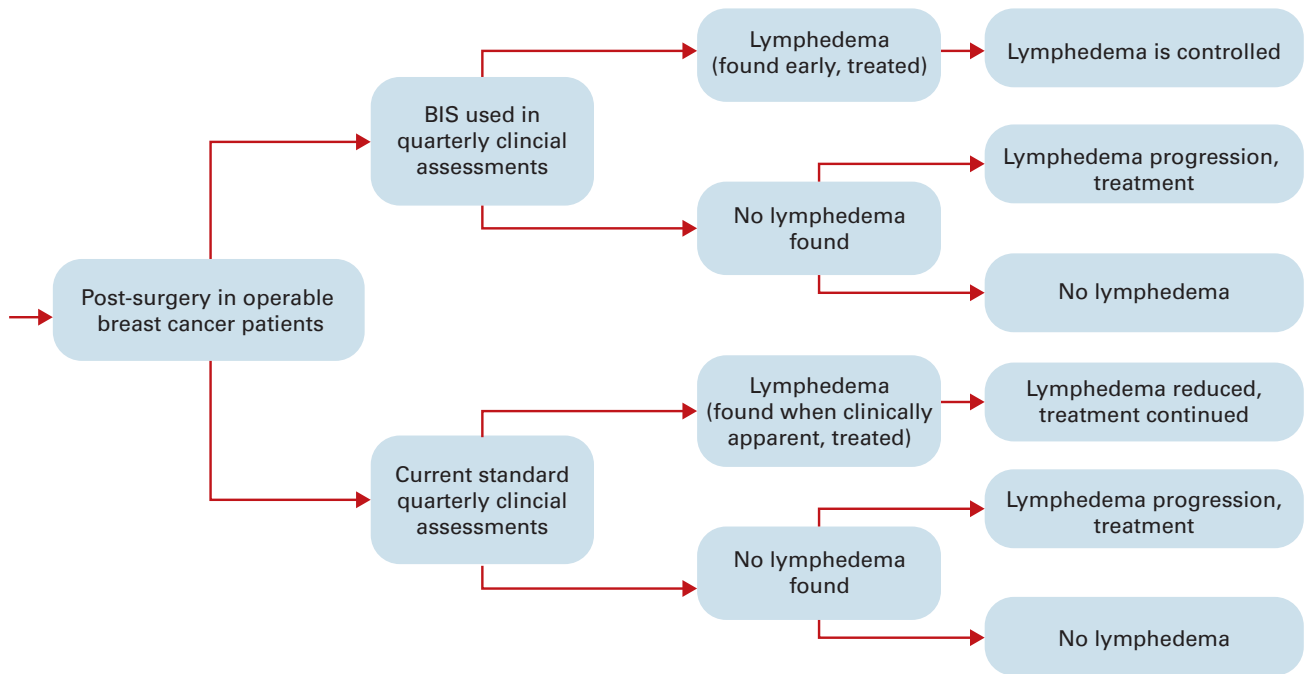 Post-surgery in operable
breast cancer patients
BIS used in
quarterly clincial
assessments
Lymphedema
(found early, treated)
Lymphedema is controlled
No lymphedema
found
Lymphedema progression,
treatment
No lymphedema
Current standard
quarterly clincial
assessments
Lymphedema
(found when clinically
apparent, treated)
Lymphedema reduced,
treatment continued
No lymphedema
found
Lymphedema progression,
treatment
No lymphedema